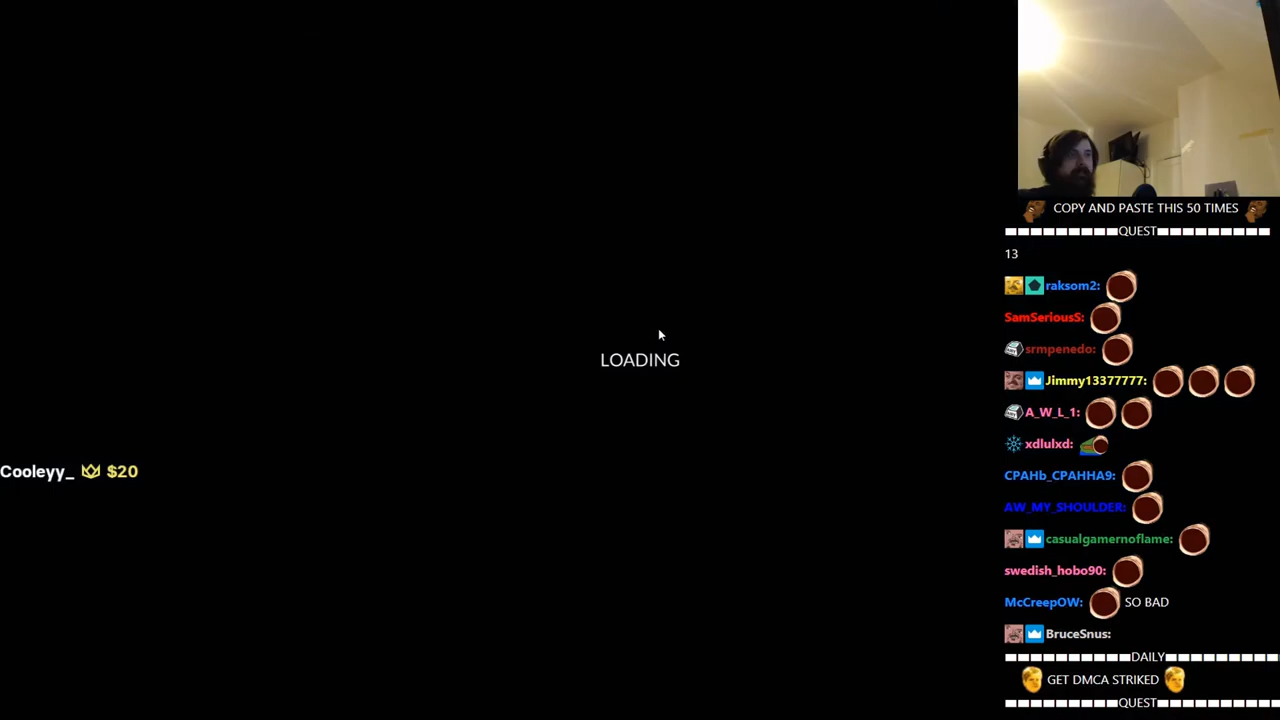 COPY AND PASTE THIS 50 TIMES
QUEST
13
raksom2:
SamSeriousS:
srmpenedo:
Jimmy13377777:
A_W_L_1:
xdlulxd:
CPAHb_CPAHHA9:
AW_MY_SHOULDER:
casualgamernoflame:
swedish_hobo90:
McCreepOW: SO BAD
BruceSnus:
DAILY
GET DMCA STRIKED
QUEST
LOADING
Cooleyy_ $20